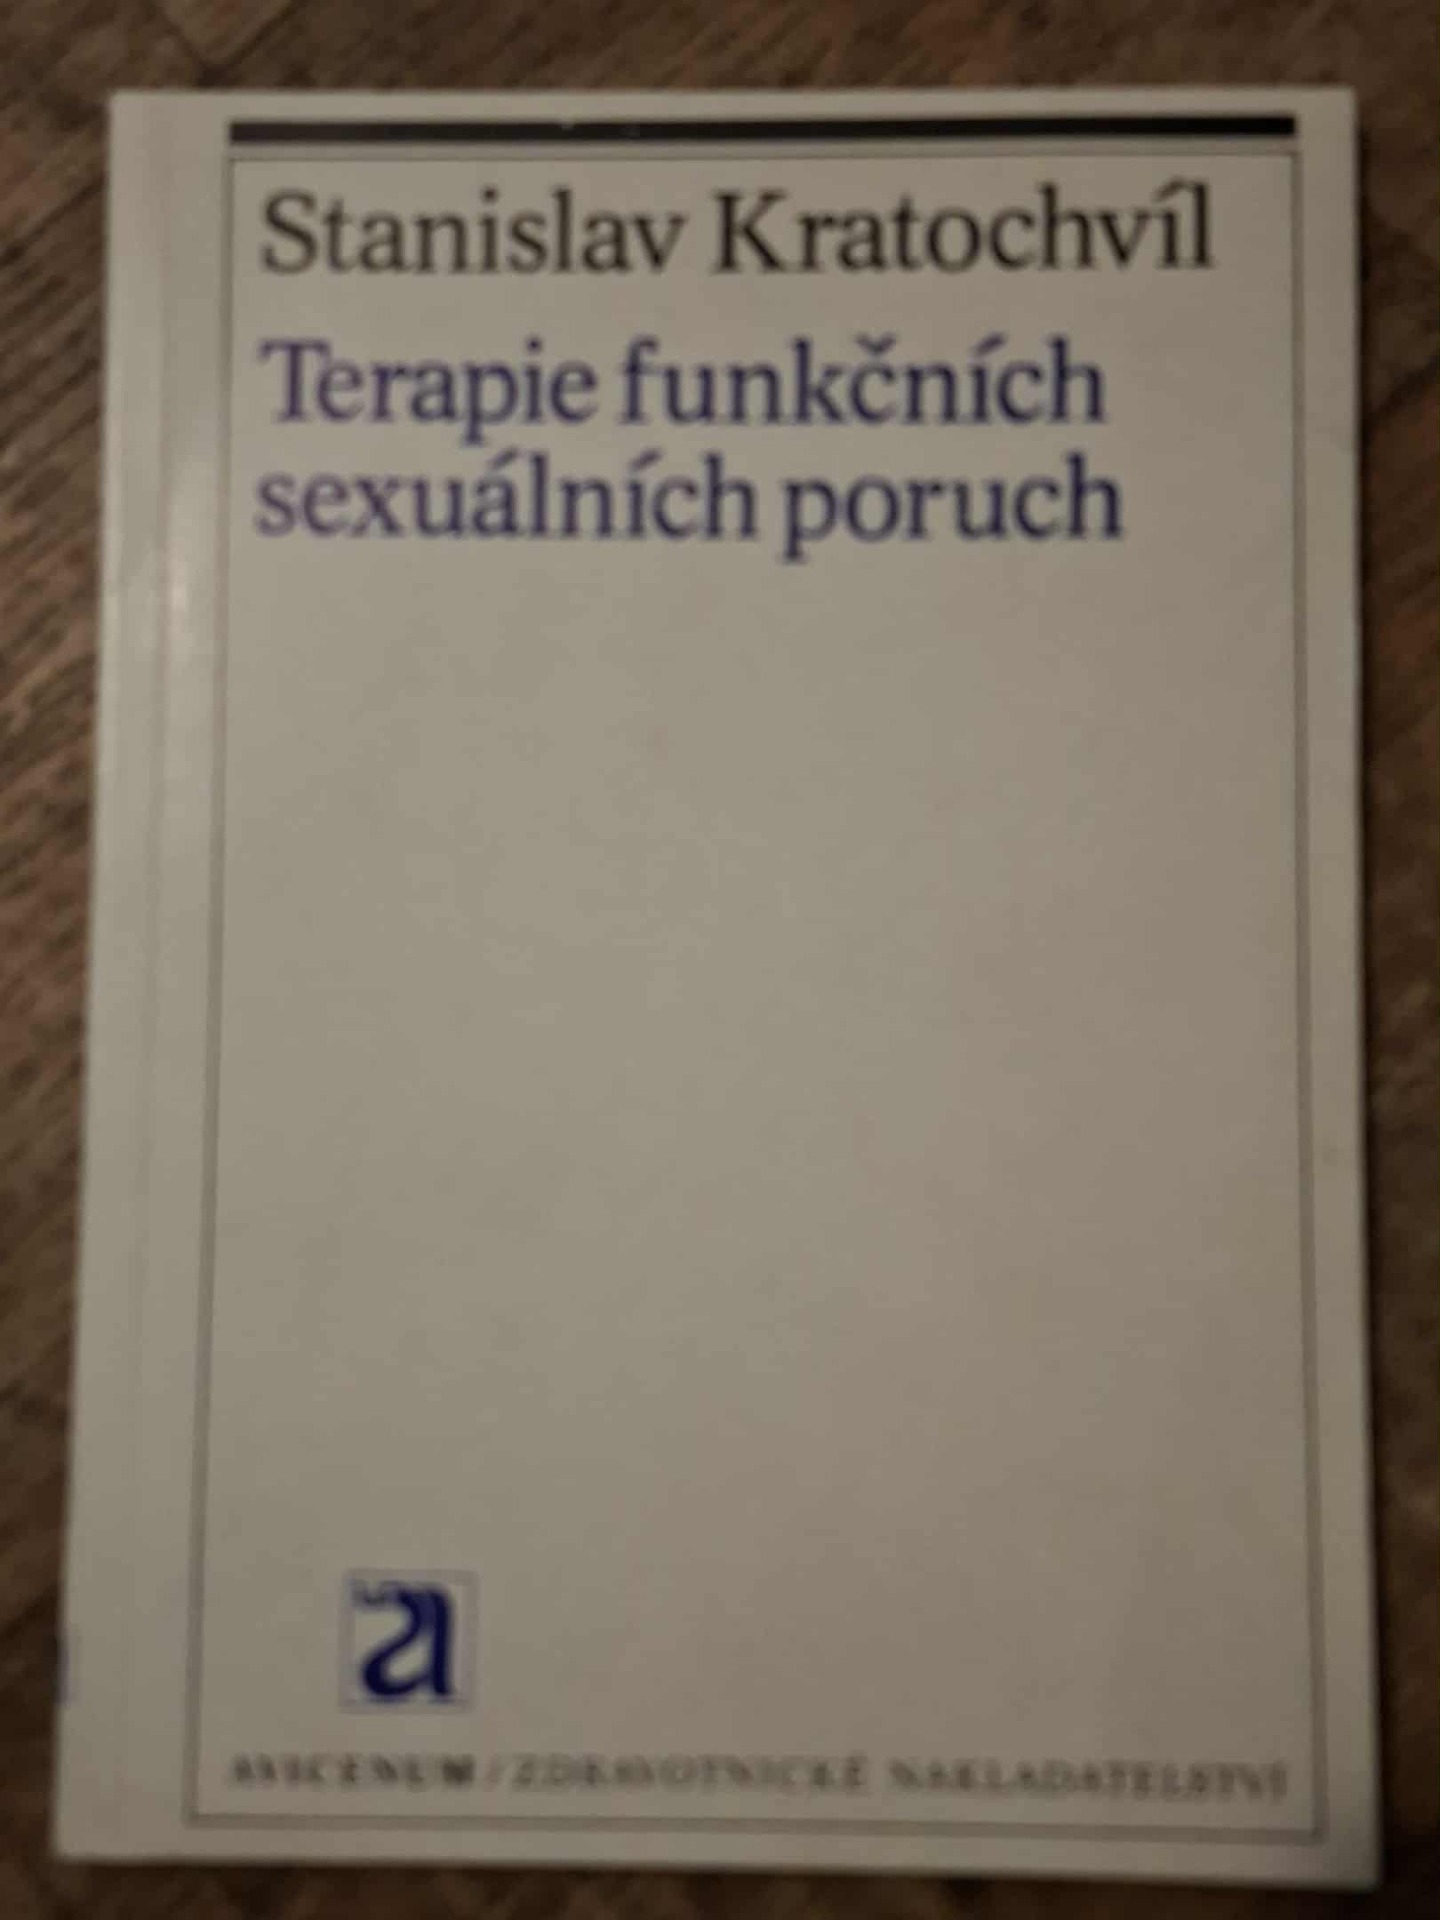 Stanislav Kratochvíl
Terapie funkčních
sexuálních poruch
a
AVICENUM / ZDRAVOTNICKÉ NAKLADATELSTVÍ